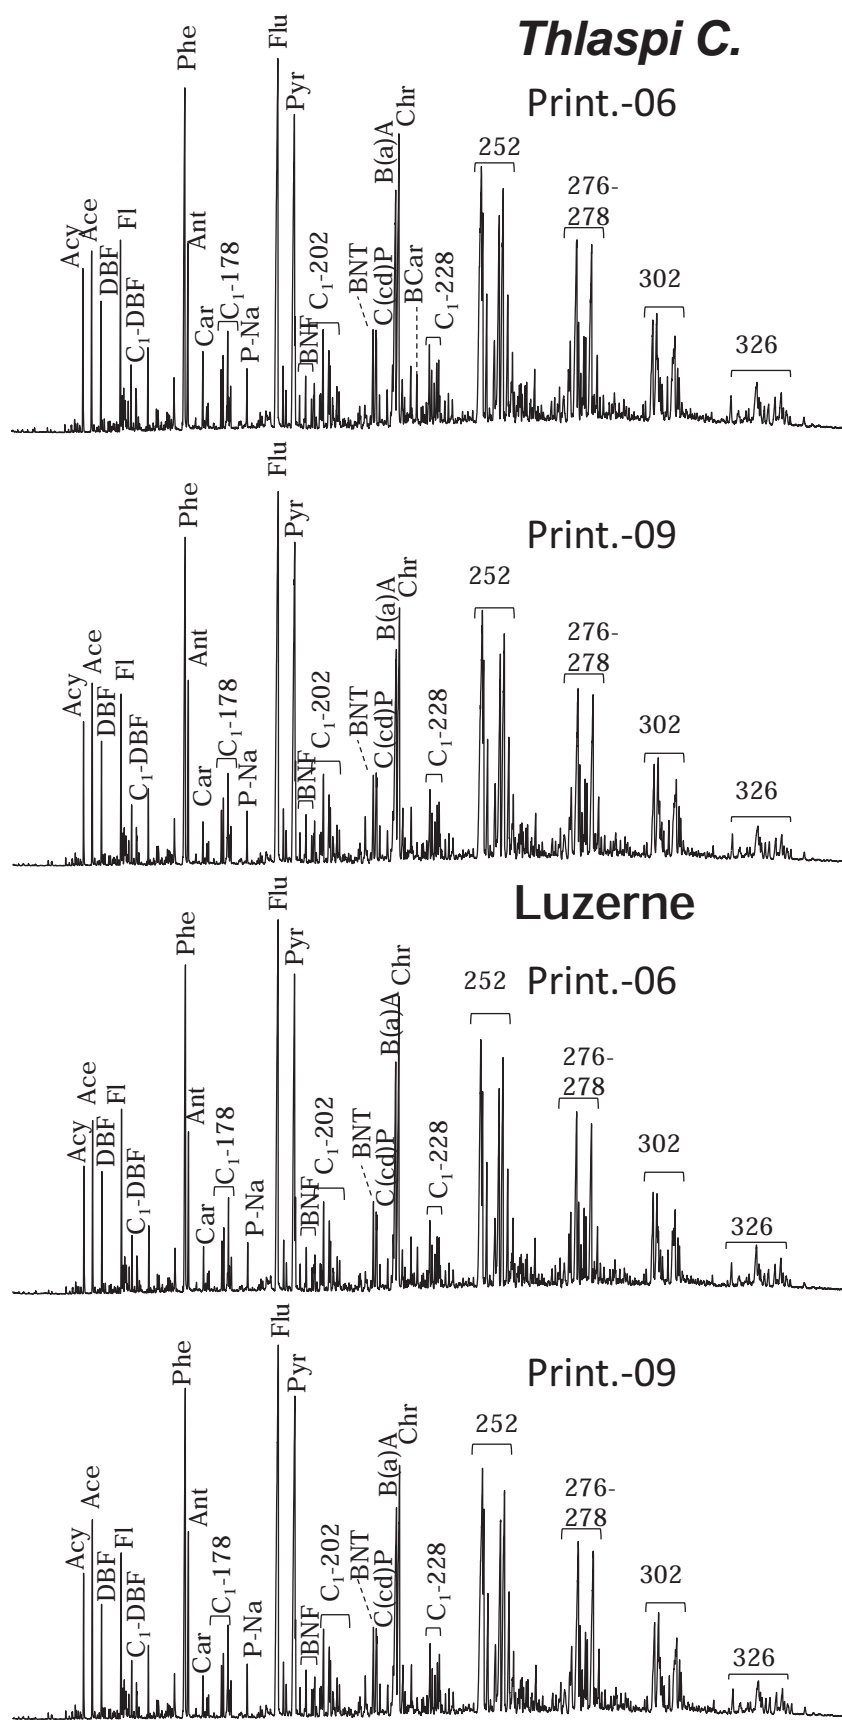 Thlaspi C.
Print.-06
Acy
Ace
DBF
Fl
C1-DBF
Phe
Ant
Car
C1-178
P-Na
Flu
Pyr
BNF
C1-202
BNT
C(cd)P
B(a)A
Chr
BCar
C1-228
252
276-
278
302
326
Print.-09
Acy
Ace
DBF
Fl
C1-DBF
Phe
Ant
Car
C1-178
P-Na
Flu
Pyr
BNF
C1-202
BNT
C(cd)P
B(a)A
Chr
C1-228
252
276-
278
302
326
Luzerne
Print.-06
Acy
Ace
DBF
Fl
C1-DBF
Phe
Ant
Car
C1-178
P-Na
Flu
Pyr
BNF
C1-202
BNT
C(cd)P
B(a)A
Chr
C1-228
252
276-
278
302
326
Print.-09
Acy
Ace
DBF
Fl
C1-DBF
Phe
Ant
Car
C1-178
P-Na
Flu
Pyr
BNF
C1-202
BNT
C(cd)P
B(a)A
Chr
C1-228
252
276-
278
302
326